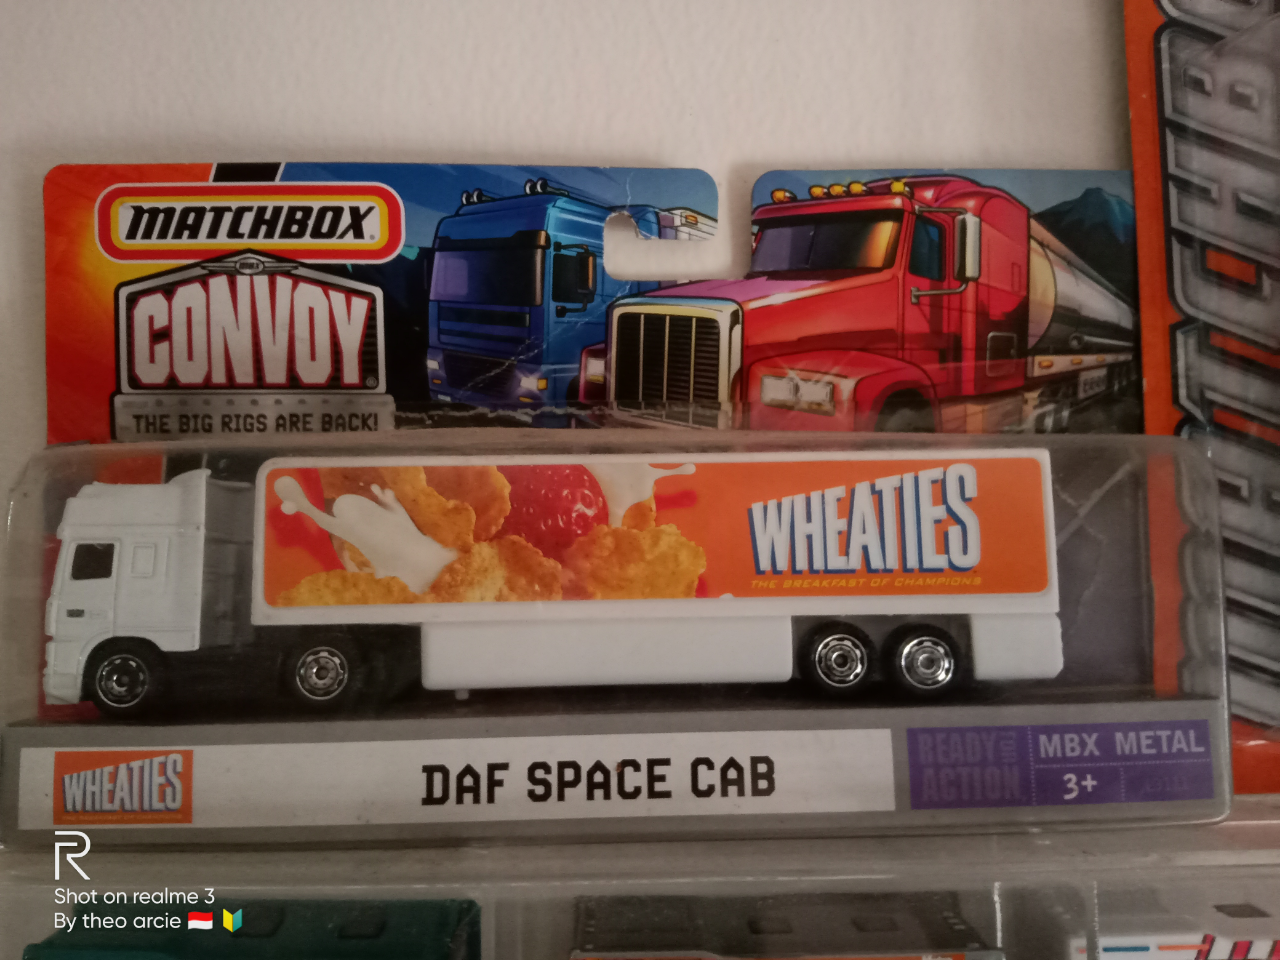 MATCHBOX
CONVOY
THE BIG RIGS ARE BACK!
WHEATIES
THE BREAKFAST OF CHAMPIONS
WHEATIES
DAF SPACE CAB
READY FOR ACTION
MBX METAL
3+
Shot on realme 3
By theo arcie